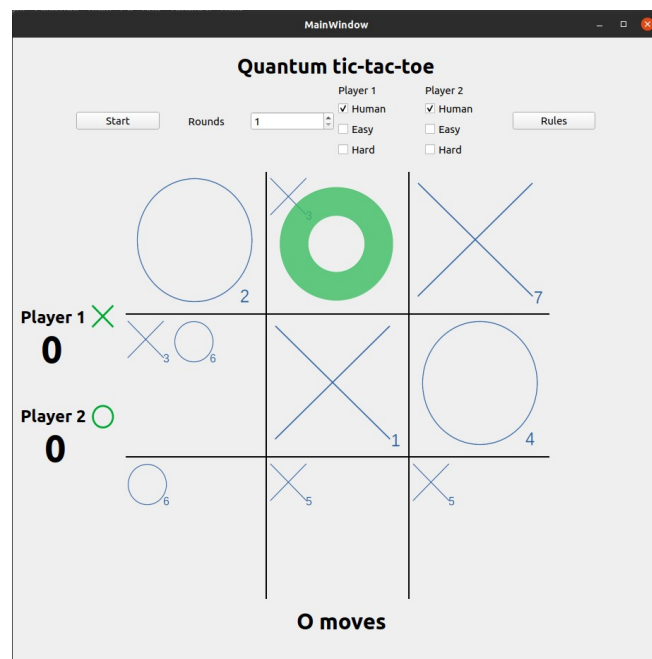 MainWindow
Quantum tic-tac-toe
Player 1 Player 2
Human Human
Start Rounds 1 Easy Easy Rules
Hard Hard
3
2 7
Player 1
0
3 6
1 4
Player 2
0
6 5 5
O moves